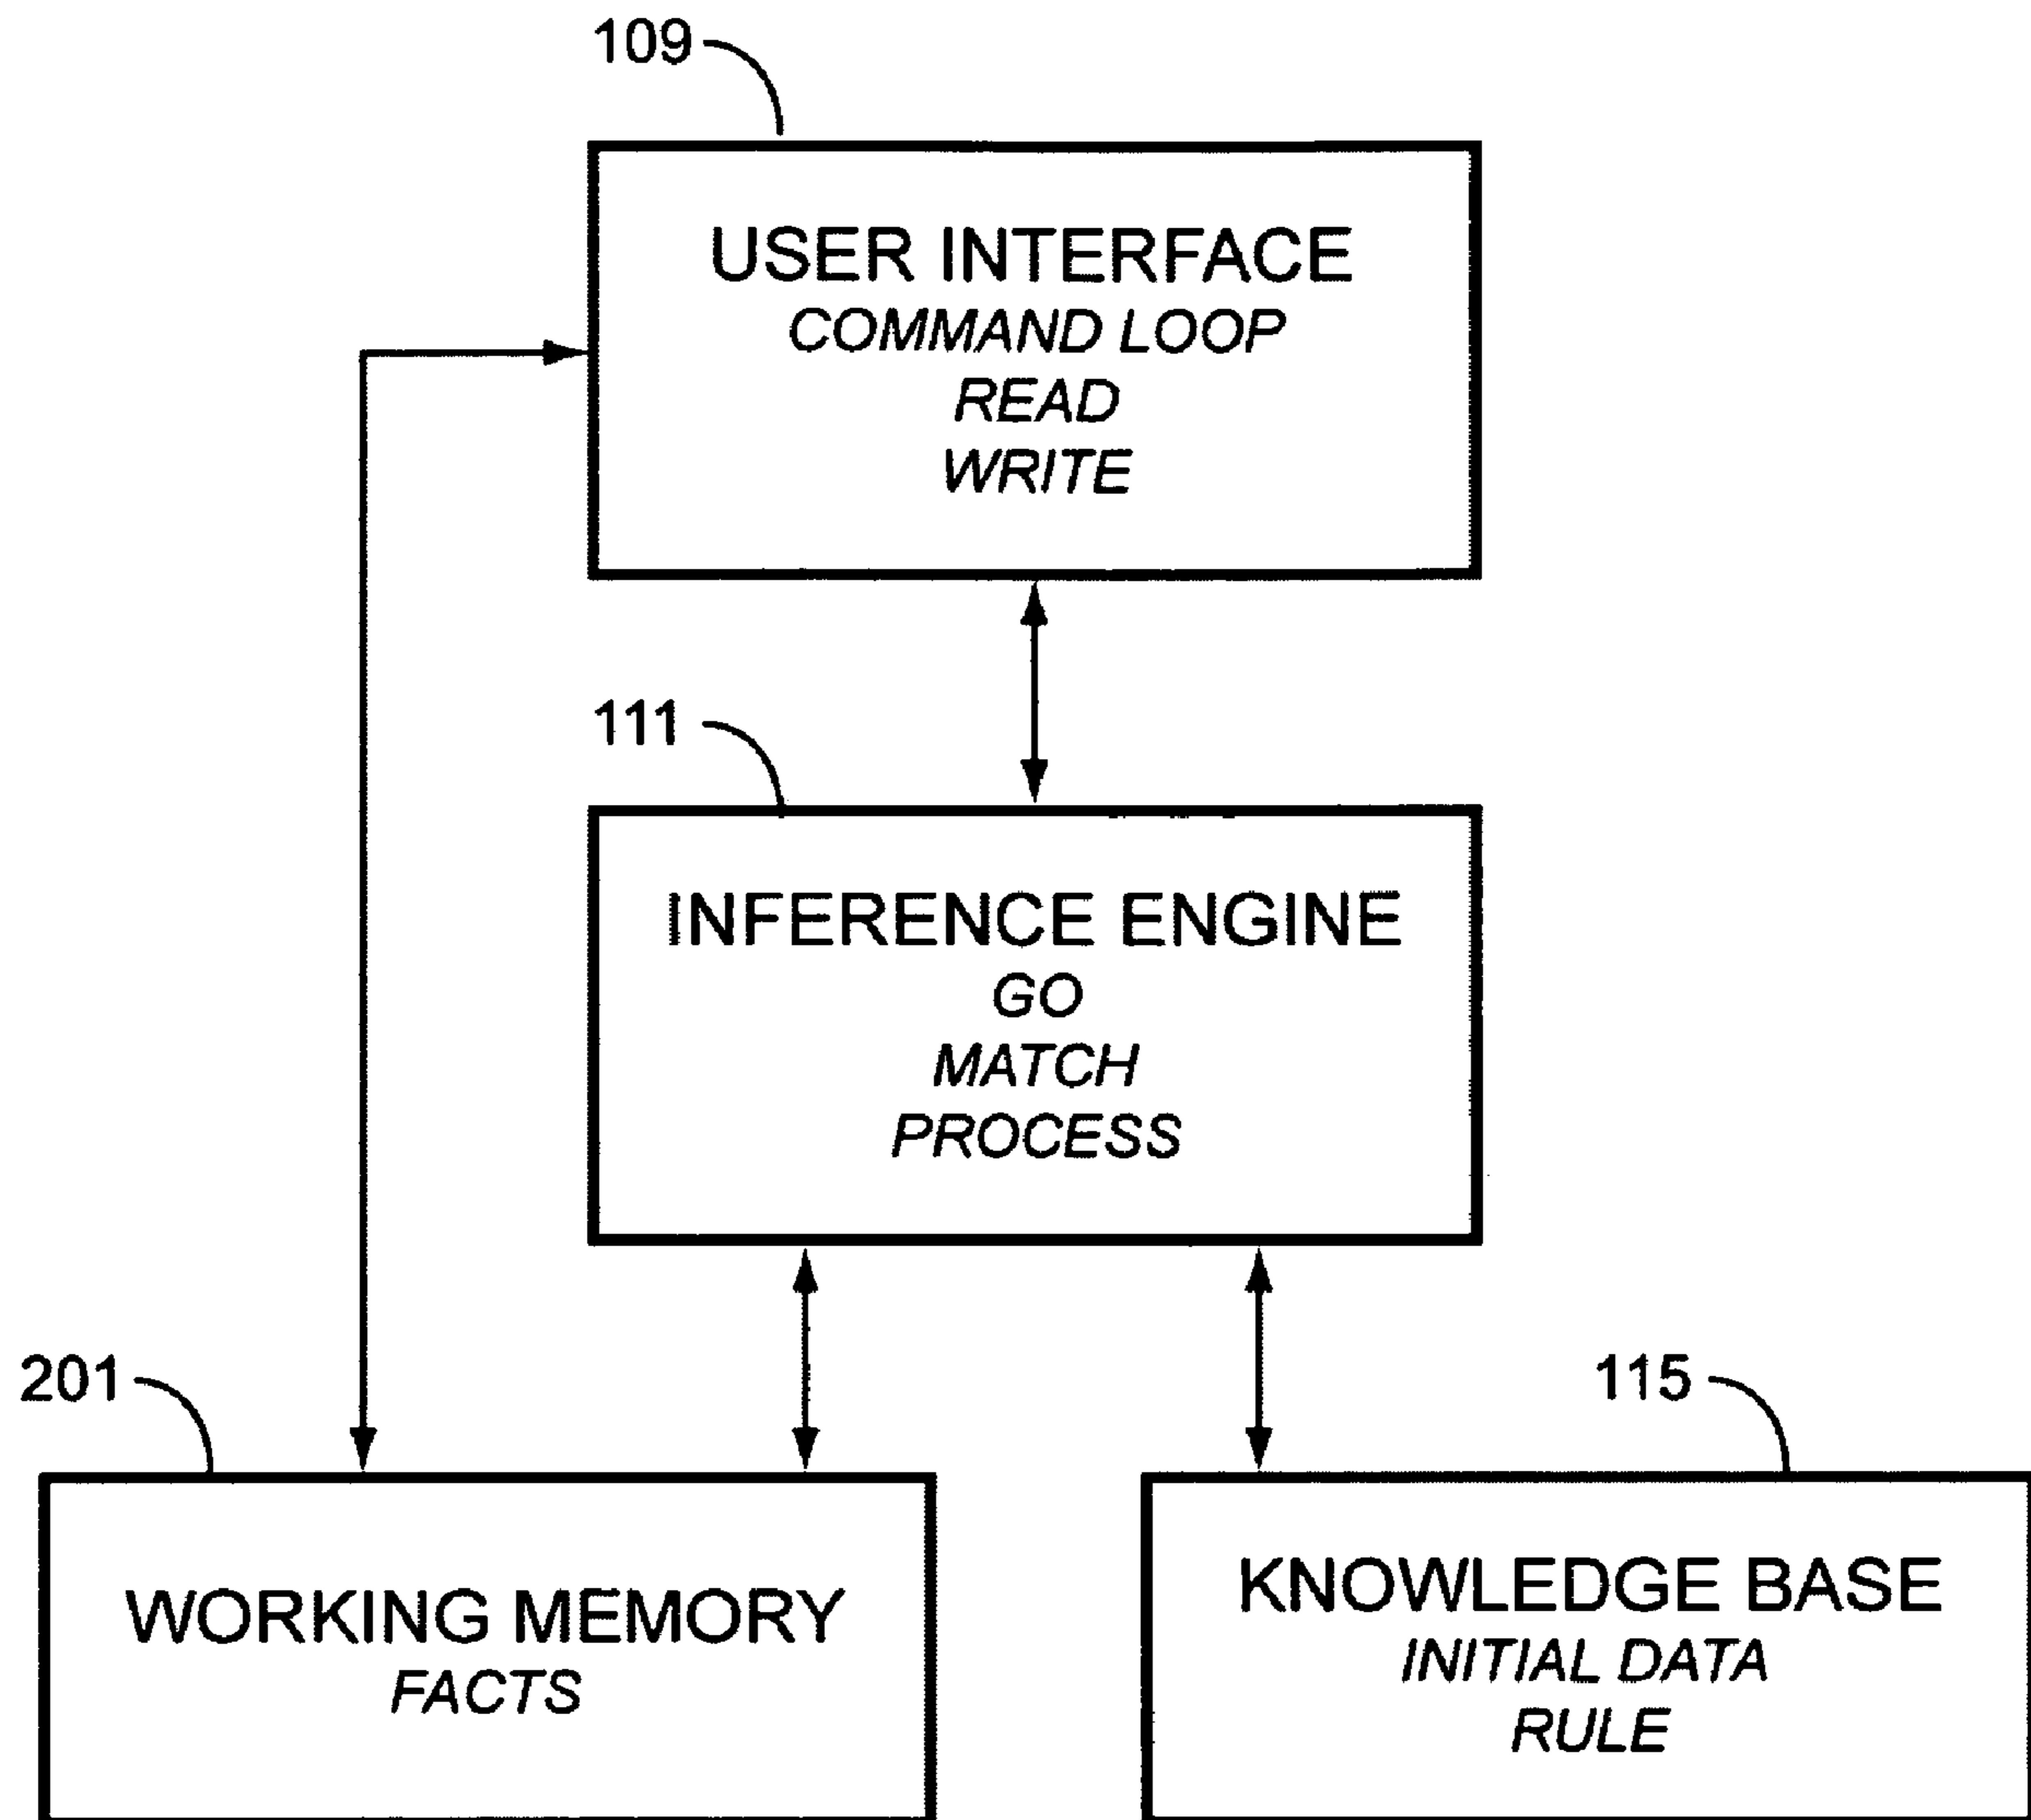 109
USER INTERFACE
COMMAND LOOP
READ
WRITE
111
INFERENCE ENGINE
GO
MATCH
PROCESS
201
WORKING MEMORY
FACTS
115
KNOWLEDGE BASE
INITIAL DATA
RULE